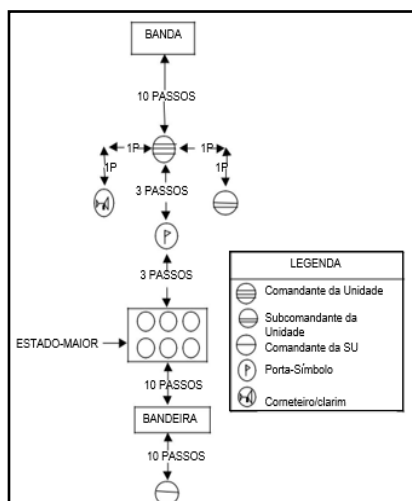 BANDA
10 PASSOS
1P
1P
1P
1P
3 PASSOS
3 PASSOS
ESTADO-MAIOR
10 PASSOS
BANDEIRA
10 PASSOS
LEGENDA
Comandante da Unidade
Subcomandante da
Unidade
Comandante da SU
Porta-Símbolo
Corneteiro/clarim